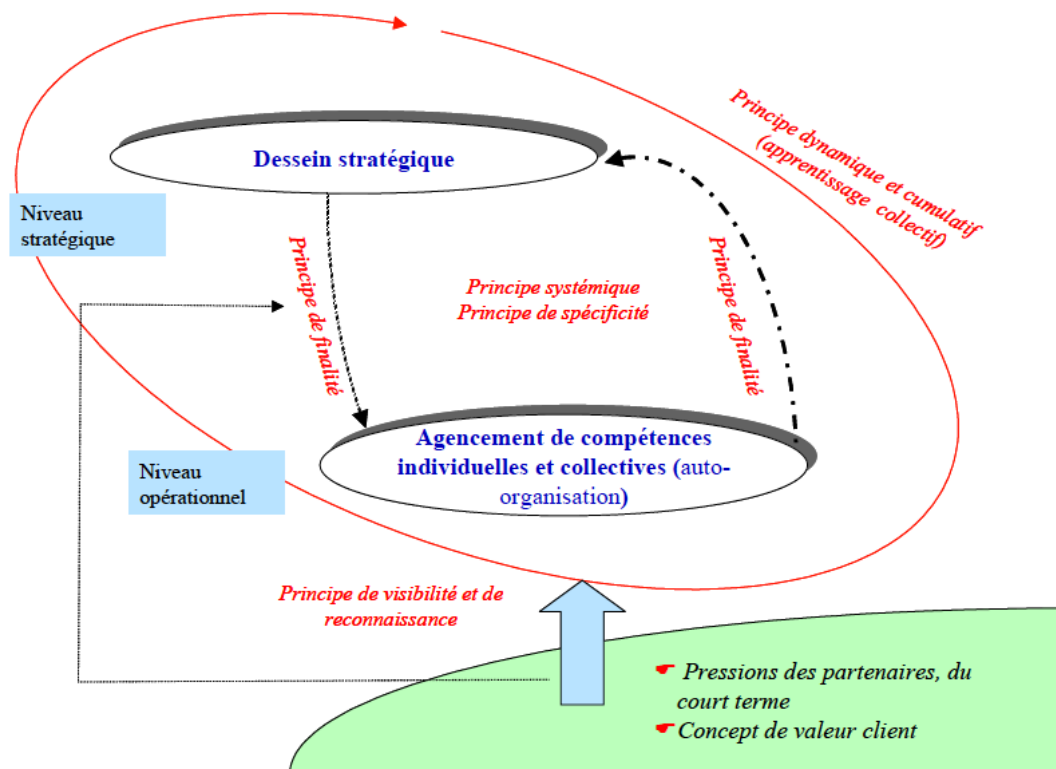 Principe dynamique et cumulatif
(apprentissage collectif)
Dessein stratégique
Niveau
stratégique
Principe de finalité
Principe systémique
Principe de spécificité
Principe de finalité
Agencement de compétences
individuelles et collectives (auto-
organisation)
Niveau
opérationnel
Principe de visibilité et de
reconnaissance
Pressions des partenaires, du
court terme
Concept de valeur client